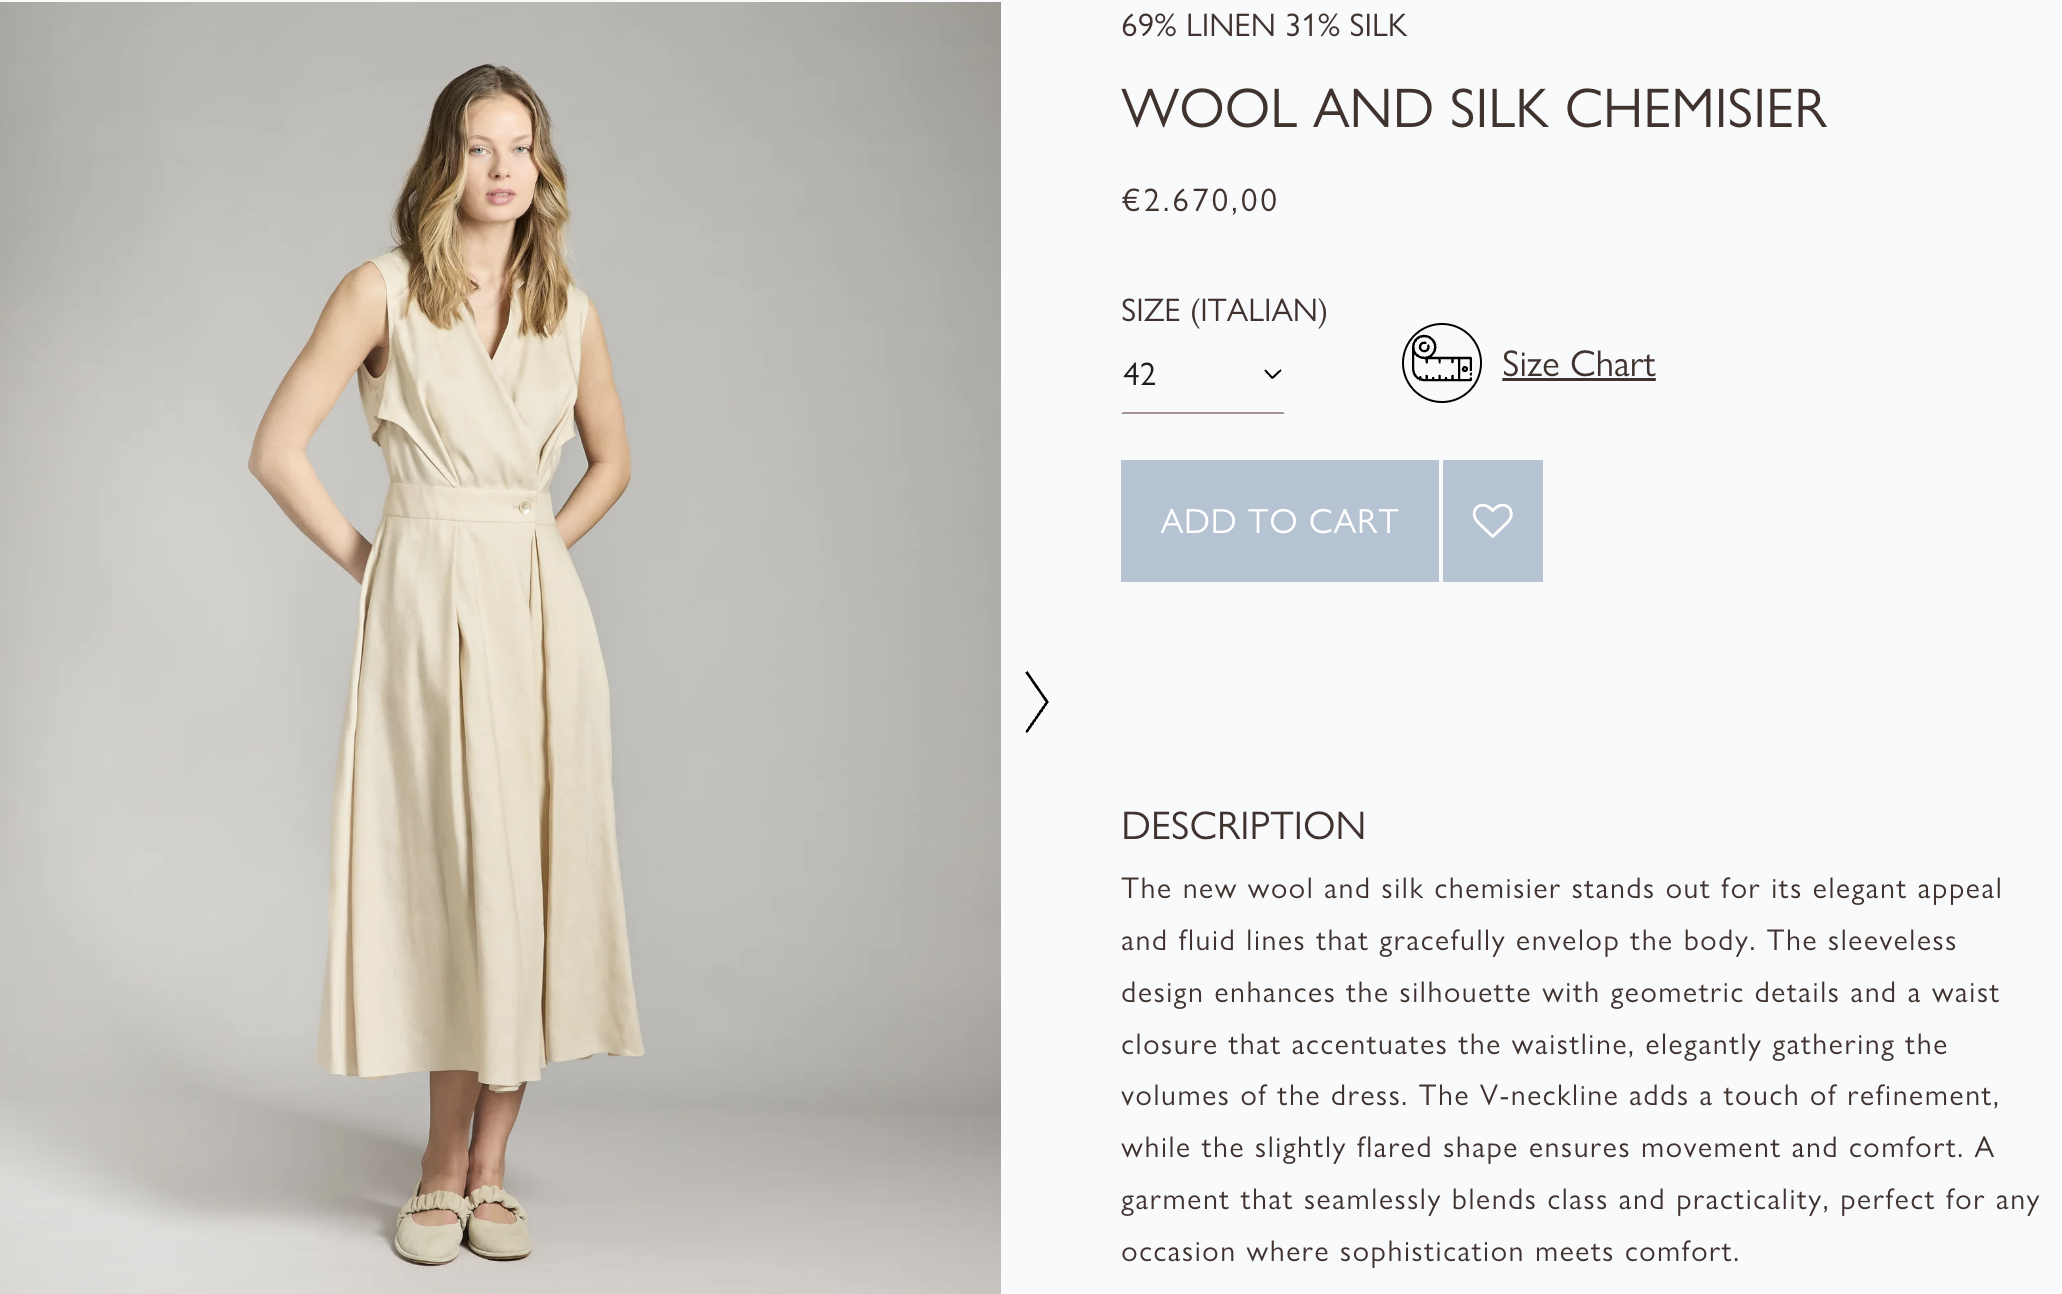 69% LINEN 31% SILK
WOOL AND SILK CHEMISIER
€2.670,00
SIZE (ITALIAN)
42
Size Chart
ADD TO CART
DESCRIPTION
The new wool and silk chemisier stands out for its elegant appeal
and fluid lines that gracefully envelop the body. The sleeveless
design enhances the silhouette with geometric details and a waist
closure that accentuates the waistline, elegantly gathering the
volumes of the dress. The V-neckline adds a touch of refinement,
while the slightly flared shape ensures movement and comfort. A
garment that seamlessly blends class and practicality, perfect for any
occasion where sophistication meets comfort.